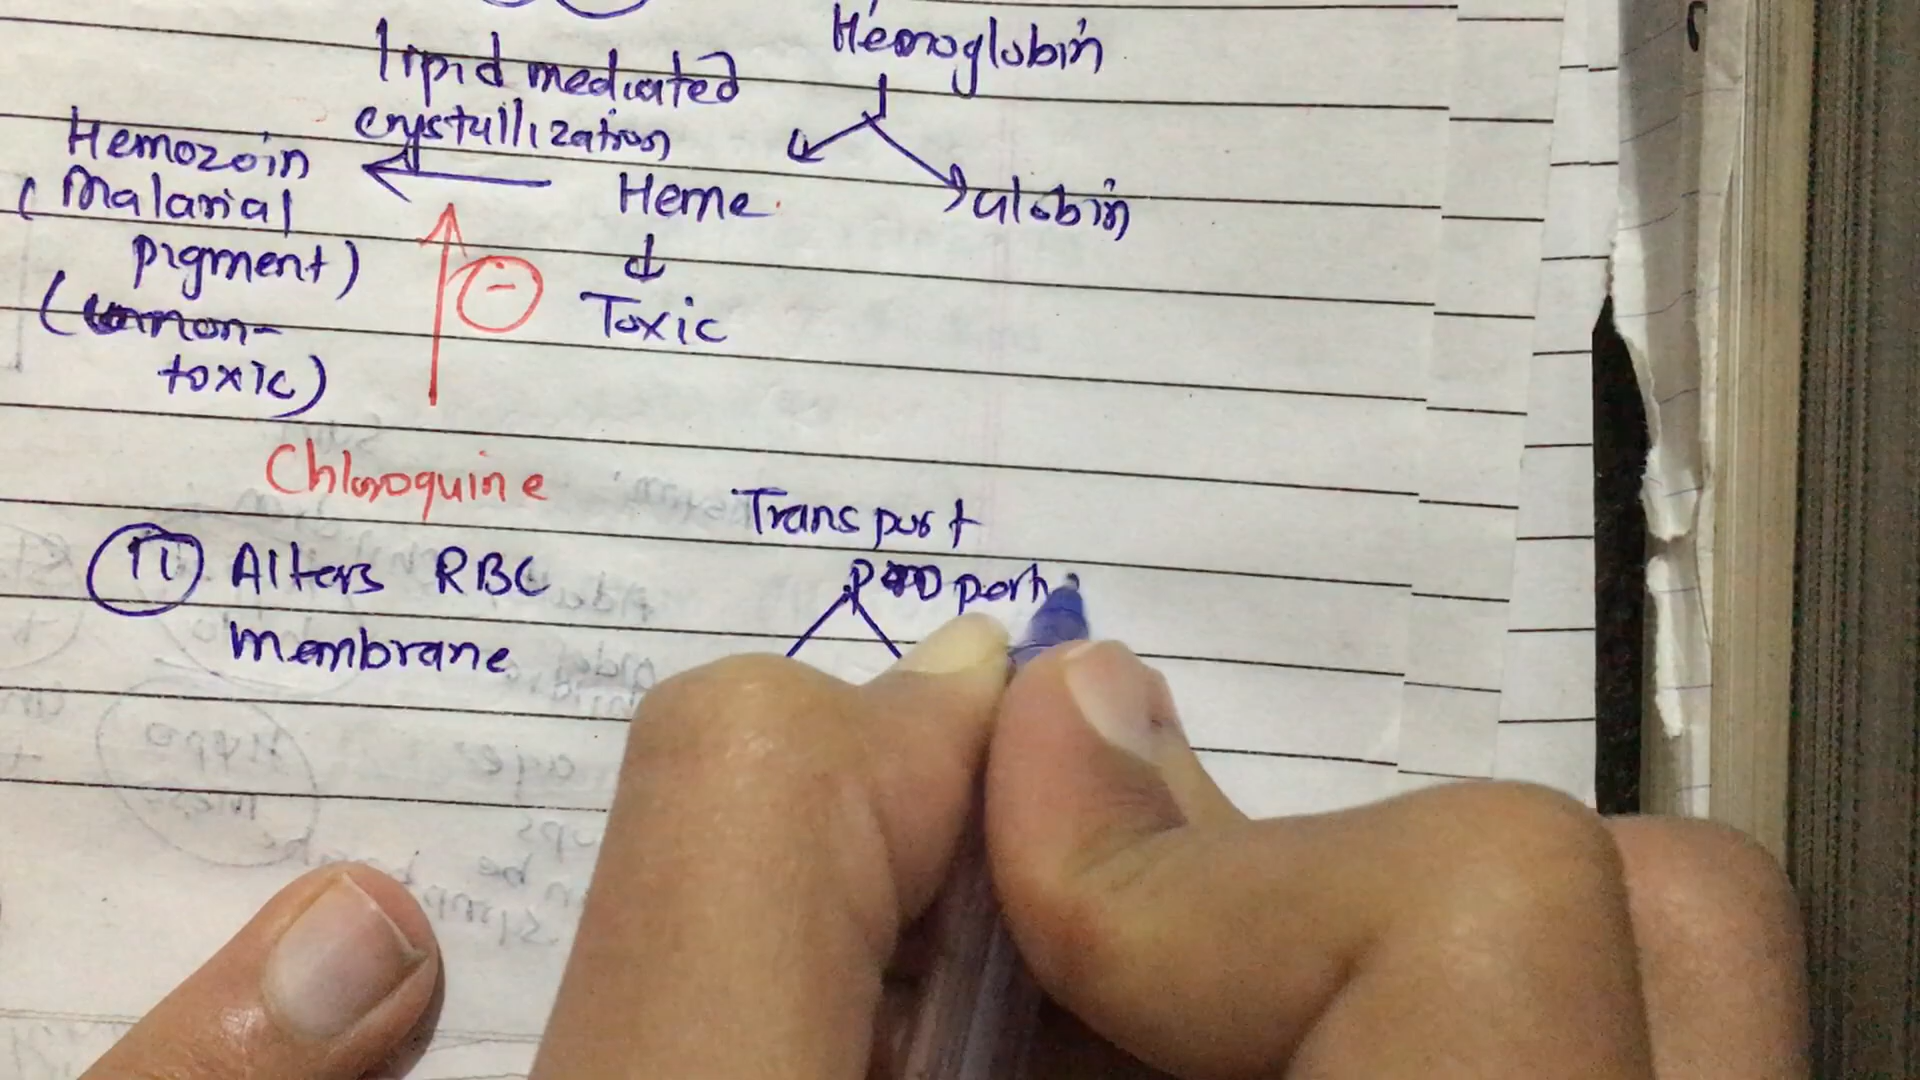 Hemoglobin
lipid mediated
crystallization
Hemozoin
(Malarial
pigment)
(non-
toxic)
Heme
Globin
Toxic
Chloroquine
Transport
II Alters RBC
membrane